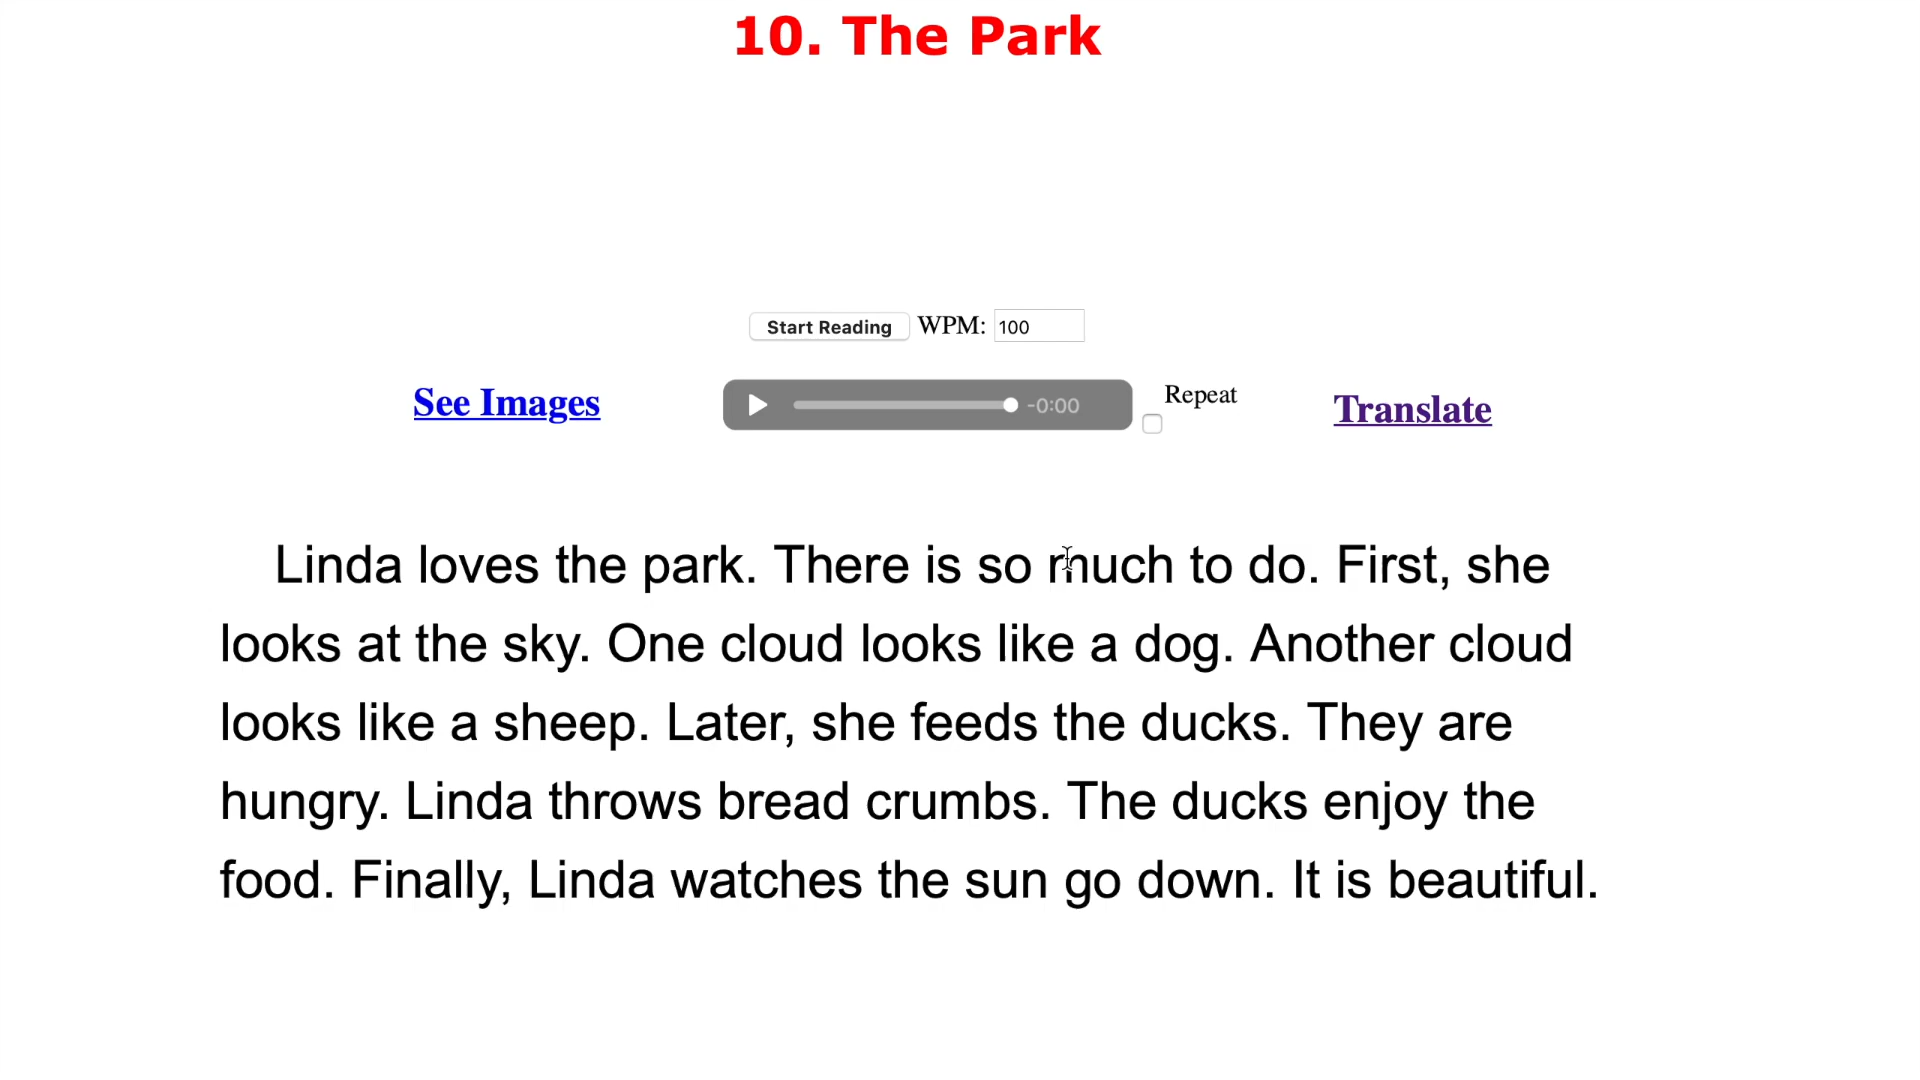 10. The Park
Start Reading WPM: 100
See Images -0:00 Repeat Translate
Linda loves the park. There is so much to do. First, she
looks at the sky. One cloud looks like a dog. Another cloud
looks like a sheep. Later, she feeds the ducks. They are
hungry. Linda throws bread crumbs. The ducks enjoy the
food. Finally, Linda watches the sun go down. It is beautiful.